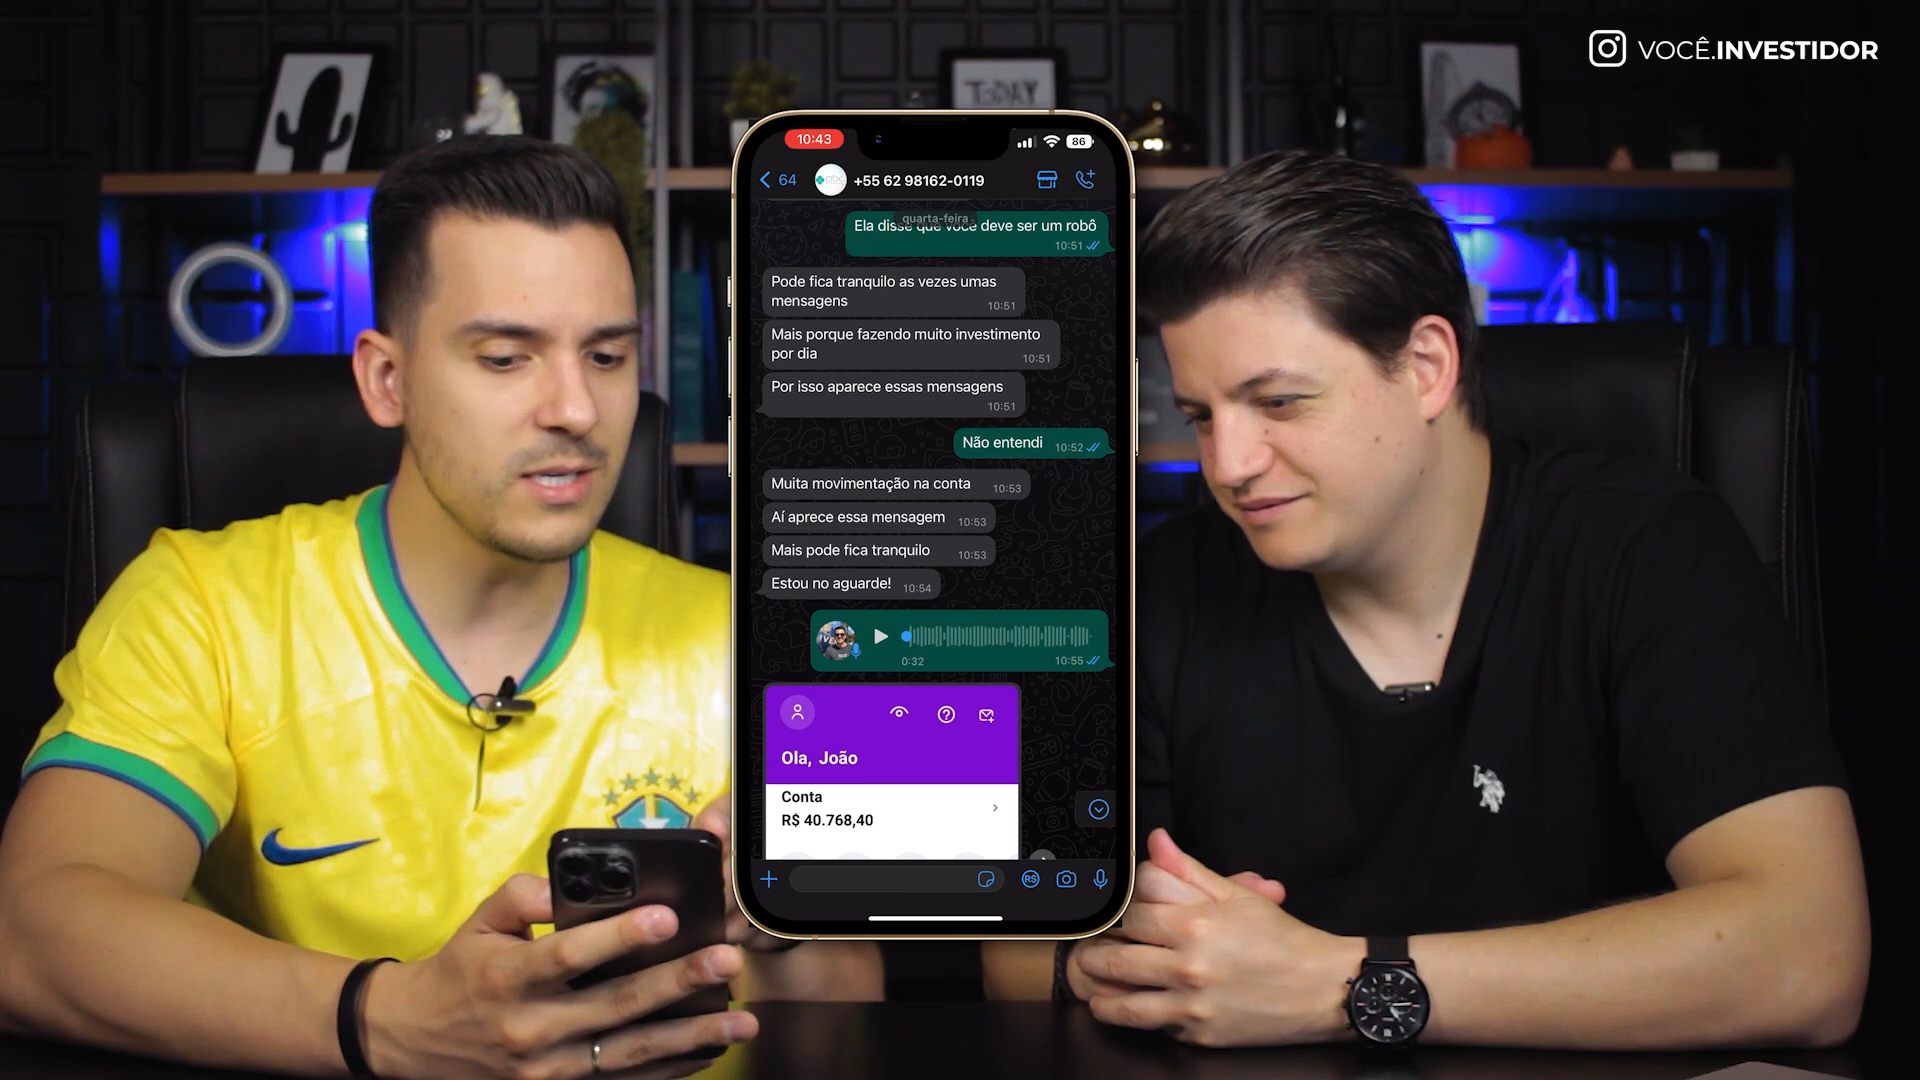 VOCÊ.INVESTIDOR
TODAY
10:43
86
64
pix
+55 62 98162-0119
quarta-feira
Ela disse que você deve ser um robô
10:51
Pode fica tranquilo as vezes umas
mensagens
10:51
Mais porque fazendo muito investimento
por dia
10:51
Por isso aparece essas mensagens
10:51
Não entendi
10:52
Muita movimentação na conta
10:53
Aí aprece essa mensagem
10:53
Mais pode fica tranquilo
10:53
Estou no aguarde!
10:54
0:32
10:55
Ola, João
Conta
R$ 40.768,40
R$